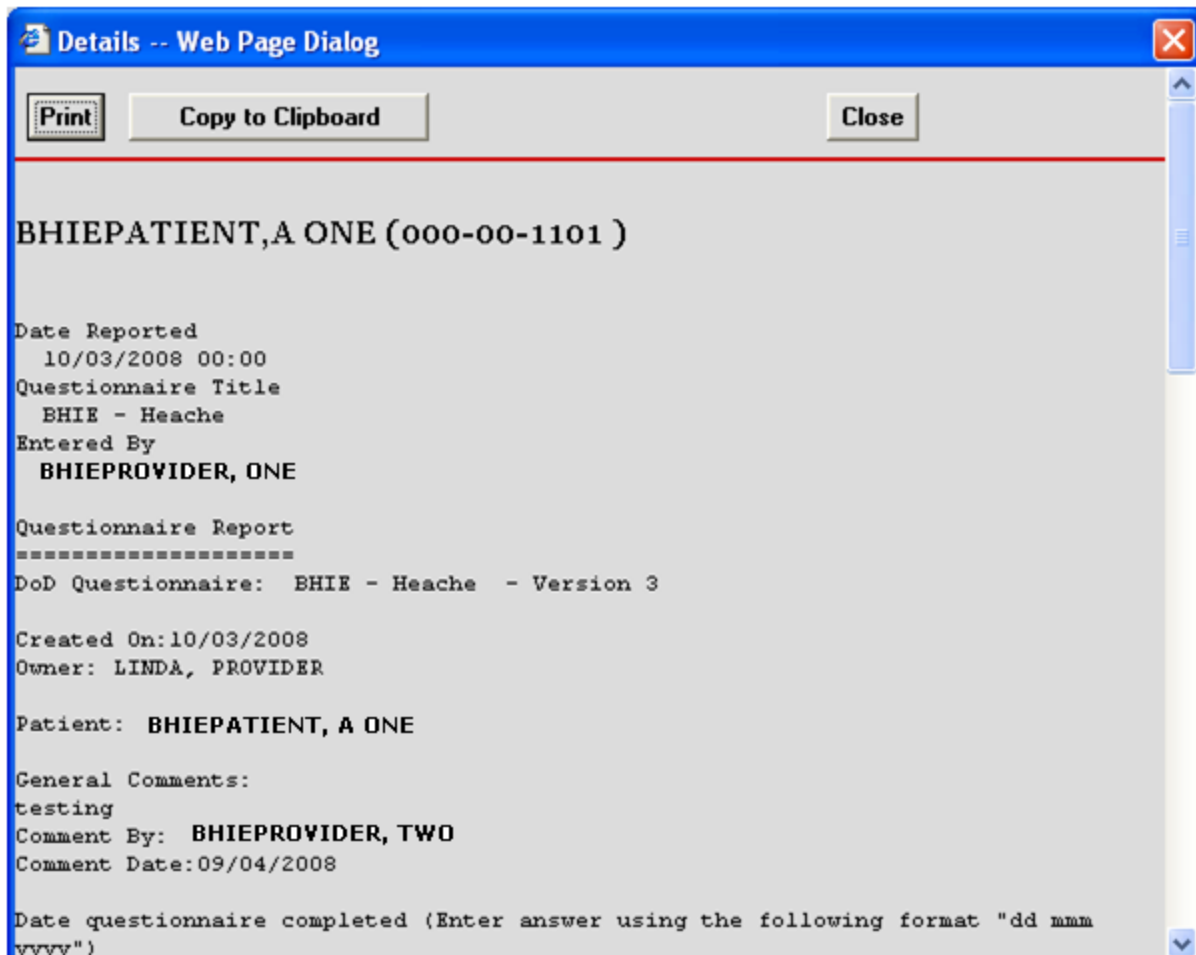 Details -- Web Page Dialog
Print Copy to Clipboard Close
BHIEPATIENT,A ONE (000-00-1101 )
Date Reported
10/03/2008 00:00
Questionnaire Title
BHIE - Heache
Entered By
BHIEPROVIDER, ONE
Questionnaire Report
====================
DoD Questionnaire:  BHIE - Heache  - Version 3
Created On:10/03/2008
Owner: LINDA, PROVIDER
Patient: BHIEPATIENT, A ONE
General Comments:
testing
Comment By: BHIEPROVIDER, TWO
Comment Date:09/04/2008
Date questionnaire completed (Enter answer using the following format "dd mmm
yyyy")